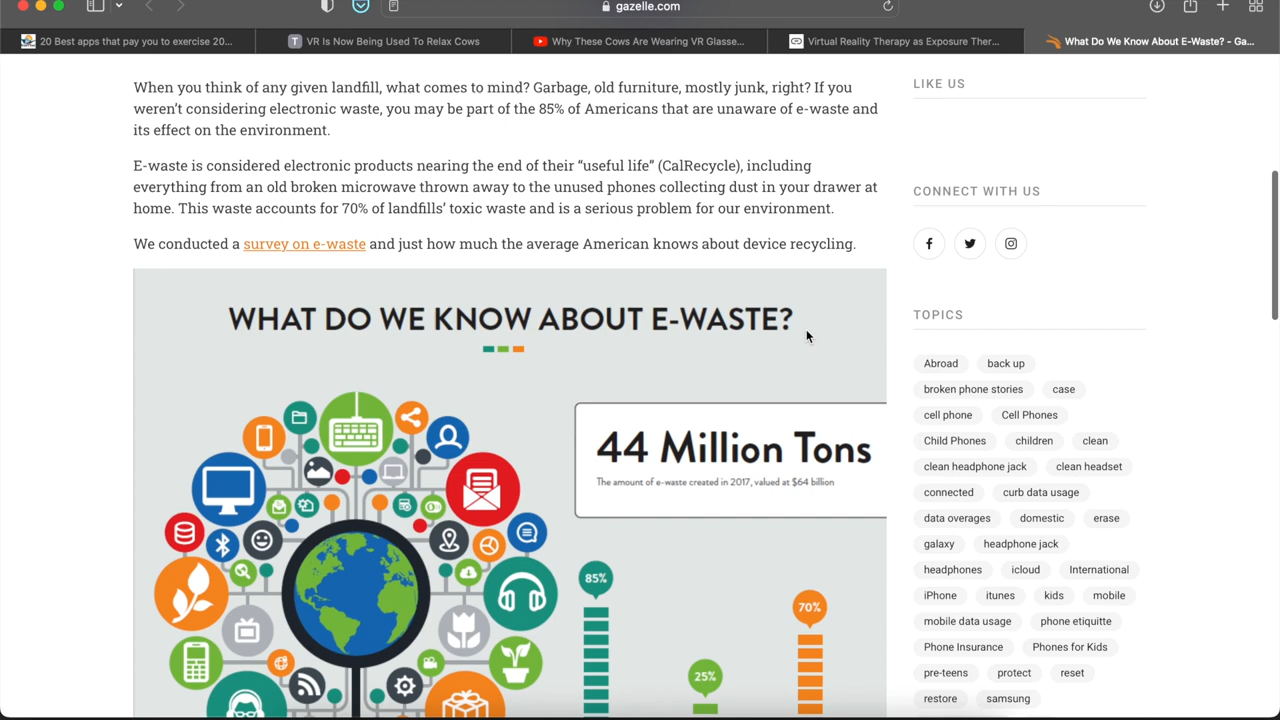 gazelle.com
20 Best apps that pay you to exercise 20...
VR Is Now Being Used To Relax Cows
Why These Cows Are Wearing VR Glasse...
Virtual Reality Therapy as Exposure Ther...
What Do We Know About E-Waste? - Ga...
When you think of any given landfill, what comes to mind? Garbage, old furniture, mostly junk, right? If you
weren’t considering electronic waste, you may be part of the 85% of Americans that are unaware of e-waste and
its effect on the environment.
E-waste is considered electronic products nearing the end of their “useful life” (CalRecycle), including
everything from an old broken microwave thrown away to the unused phones collecting dust in your drawer at
home. This waste accounts for 70% of landfills’ toxic waste and is a serious problem for our environment.
We conducted a survey on e-waste and just how much the average American knows about device recycling.
WHAT DO WE KNOW ABOUT E-WASTE?
44 Million Tons
The amount of e-waste created in 2017, valued at $64 billion
85%
70%
25%
LIKE US
CONNECT WITH US
TOPICS
Abroad back up
broken phone stories case
cell phone Cell Phones
Child Phones children clean
clean headphone jack clean headset
connected curb data usage
data overages domestic erase
galaxy headphone jack
headphones icloud International
iPhone itunes kids mobile
mobile data usage phone etiquitte
Phone Insurance Phones for Kids
pre-teens protect reset
restore samsung